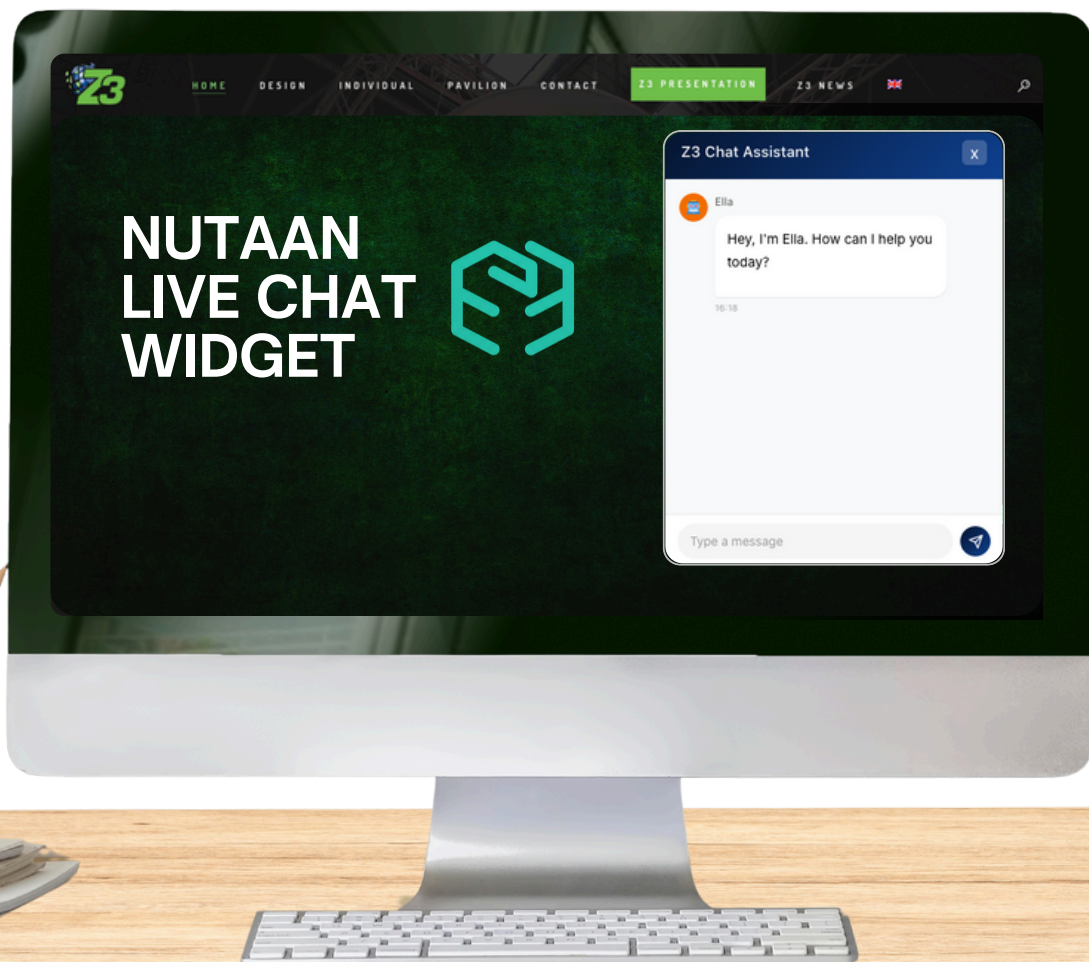 Z3
HOME DESIGN INDIVIDUAL PAVILION CONTACT Z3 PRESENTATION Z3 NEWS
NUTAAN
LIVE CHAT
WIDGET
Z3 Chat Assistant
x
Ella
Hey, I'm Ella. How can I help you
today?
16:18
Type a message